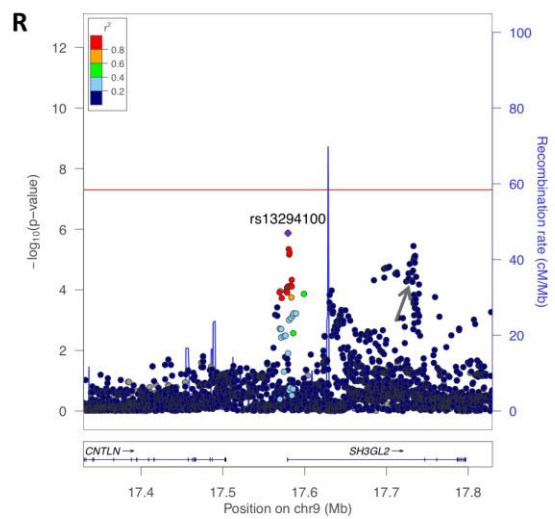 R
r²
0.8
0.6
0.4
0.2
rs13294100
12
10
8
6
4
2
0
−log₁₀(p−value)
100
80
60
40
20
0
Recombination rate (cM/Mb)
CNTLN→
SH3GL2→
17.4
17.5
17.6
17.7
17.8
Position on chr9 (Mb)